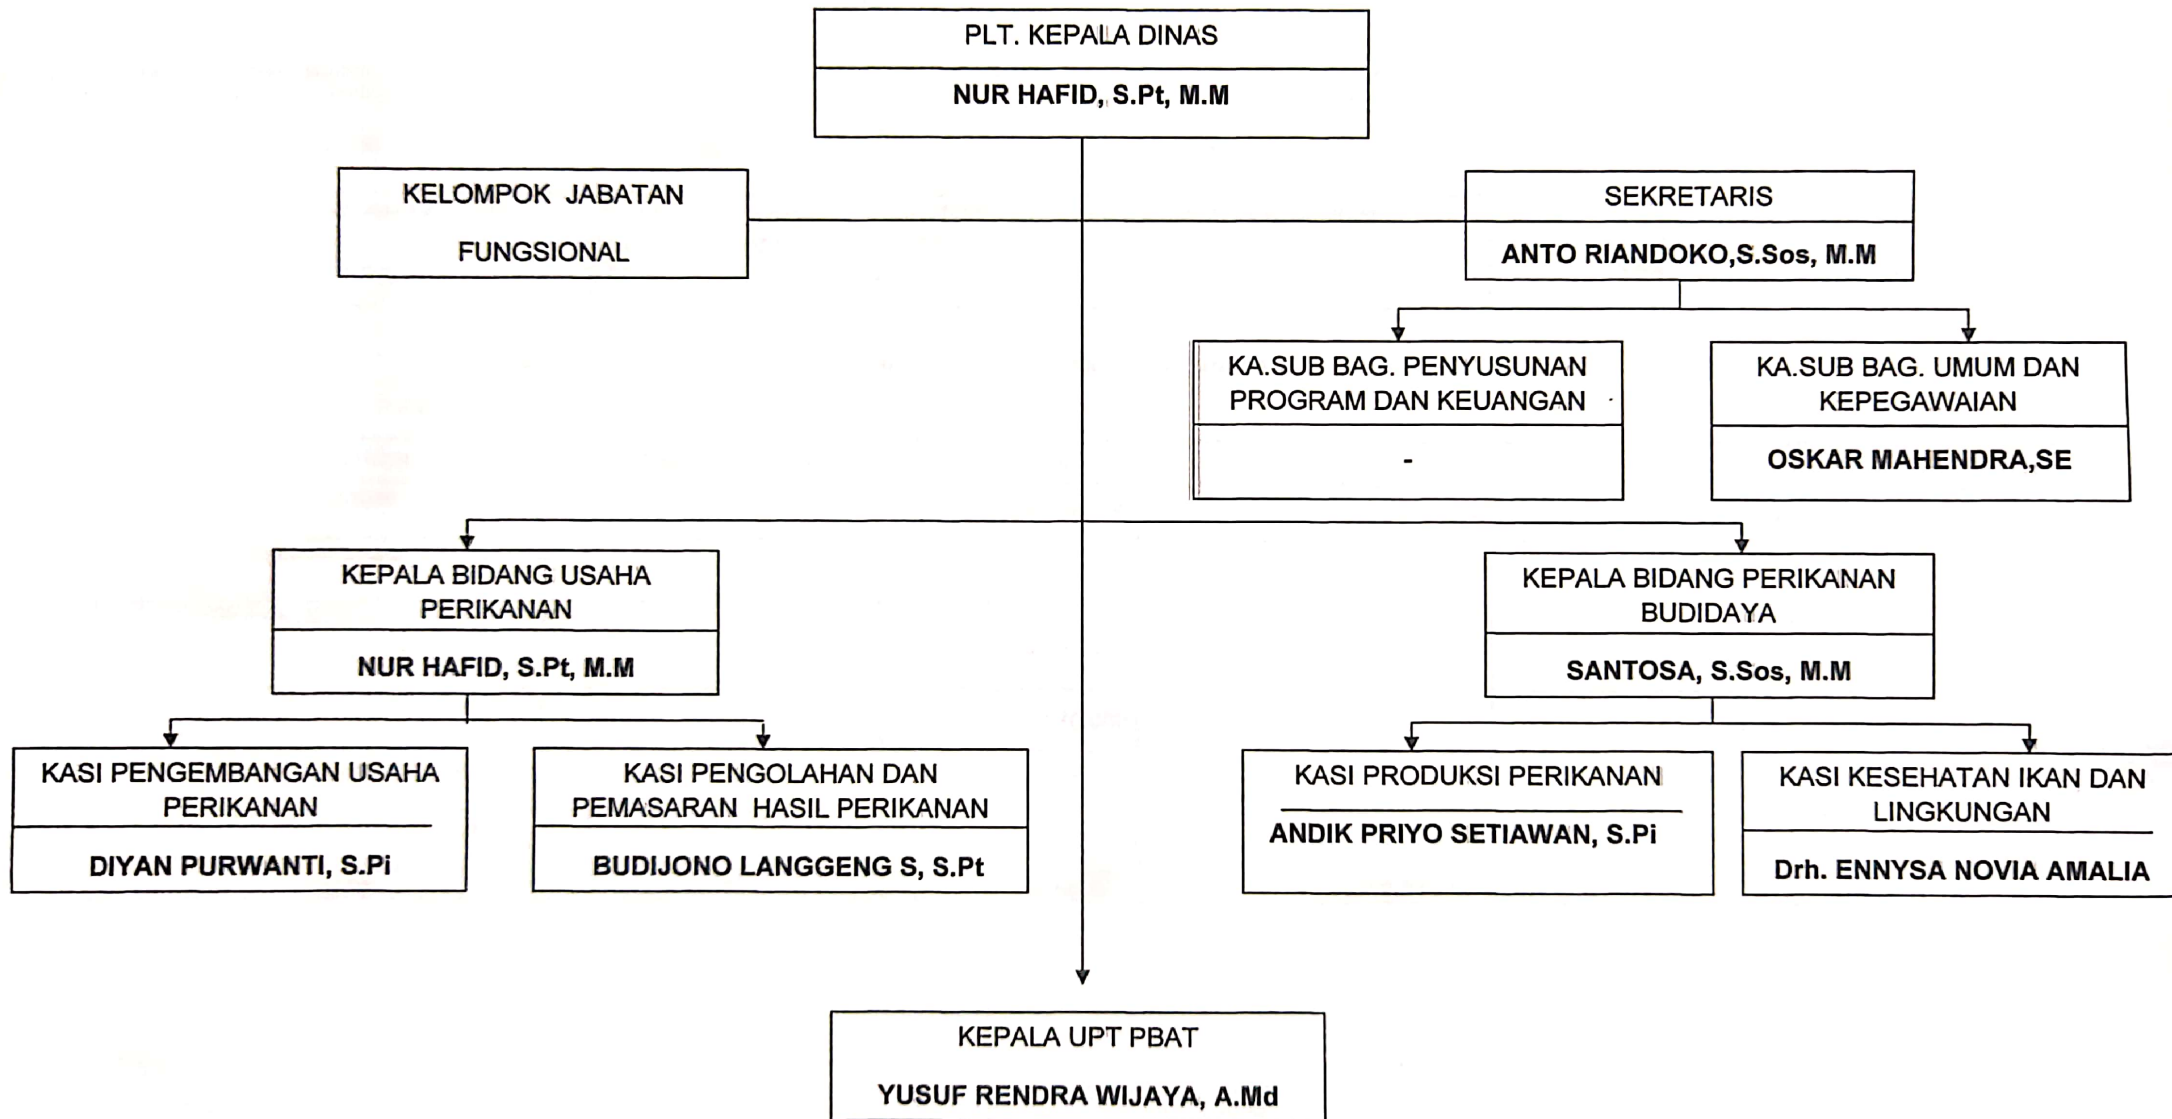 PLT. KEPALA DINAS
NUR HAFID, S.Pt, M.M
KELOMPOK JABATAN
FUNGSIONAL
SEKRETARIS
ANTO RIANDOKO,S.Sos, M.M
KA.SUB BAG. PENYUSUNAN
PROGRAM DAN KEUANGAN
-
KA.SUB BAG. UMUM DAN
KEPEGAWAIAN
OSKAR MAHENDRA,SE
KEPALA BIDANG USAHA
PERIKANAN
NUR HAFID, S.Pt, M.M
KEPALA BIDANG PERIKANAN
BUDIDAYA
SANTOSA, S.Sos, M.M
KASI PENGEMBANGAN USAHA
PERIKANAN
DIYAN PURWANTI, S.Pi
KASI PENGOLAHAN DAN
PEMASARAN HASIL PERIKANAN
BUDIJONO LANGGENG S, S.Pt
KASI PRODUKSI PERIKANAN
ANDIK PRIYO SETIAWAN, S.Pi
KASI KESEHATAN IKAN DAN
LINGKUNGAN
Drh. ENNYSA NOVIA AMALIA
KEPALA UPT PBAT
YUSUF RENDRA WIJAYA, A.Md